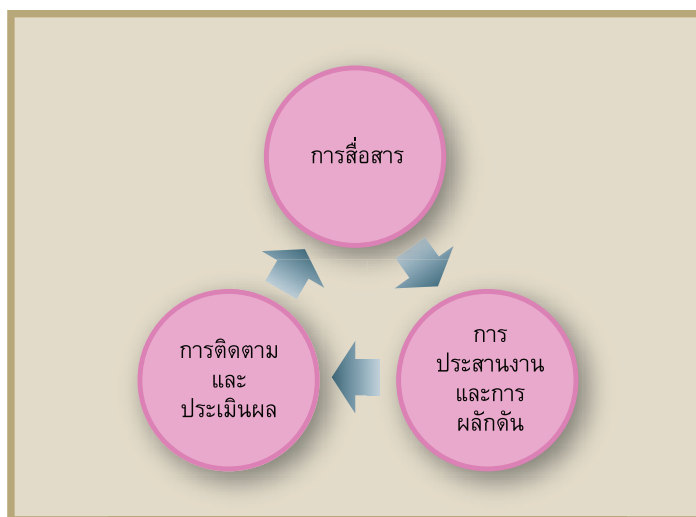 การสื่อสาร
การ
ประสานงาน
และการ
ผลักดัน
การติดตาม
และ
ประเมินผล